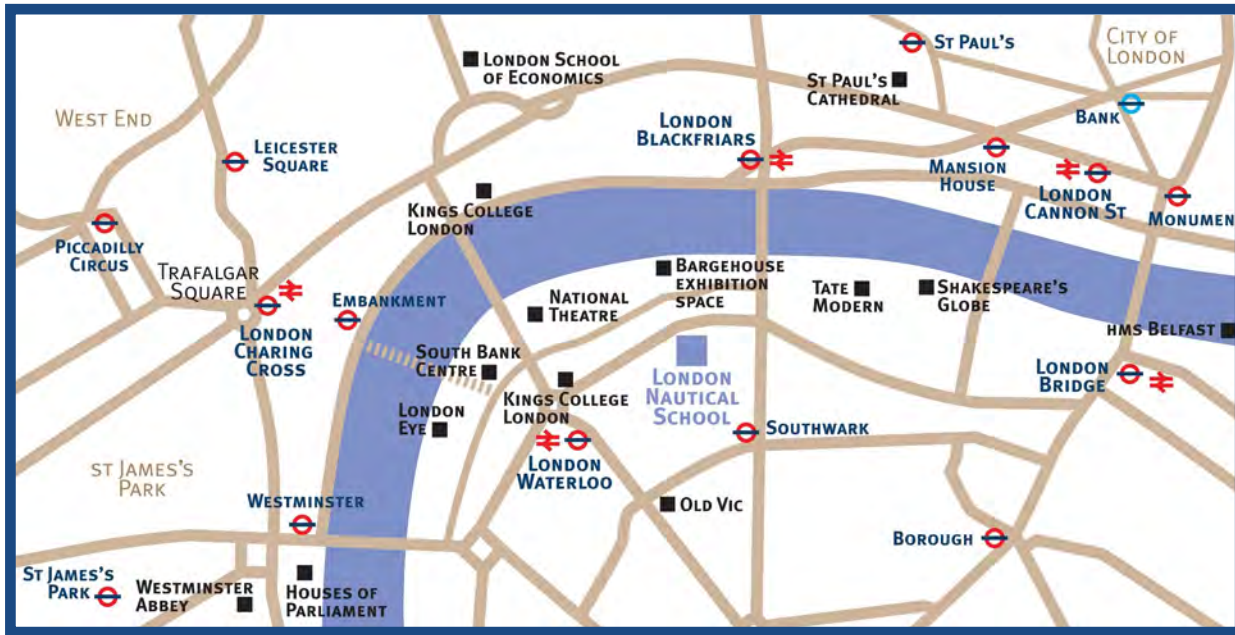 ST PAUL'S
CITY OF
LONDON
LONDON SCHOOL
OF ECONOMICS
ST PAUL'S
CATHEDRAL
WEST END
BANK
LONDON
BLACKFRIARS
LEICESTER
SQUARE
MANSION
HOUSE
LONDON
CANNON ST
MONUMEN
KINGS COLLEGE
LONDON
PICCADILLY
CIRCUS
TRAFALGAR
SQUARE
BARGEHOUSE
EXHIBITION
SPACE
TATE
MODERN
SHAKESPEARE'S
GLOBE
EMBANKMENT
NATIONAL
THEATRE
HMS BELFAST
LONDON
CHARING
CROSS
SOUTH BANK
CENTRE
LONDON
NAUTICAL
SCHOOL
LONDON
BRIDGE
KINGS COLLEGE
LONDON
LONDON
EYE
SOUTHWARK
LONDON
WATERLOO
ST JAMES'S
PARK
WESTMINSTER
OLD VIC
BOROUGH
ST JAMES'S
PARK
WESTMINSTER
ABBEY
HOUSES OF
PARLIAMENT